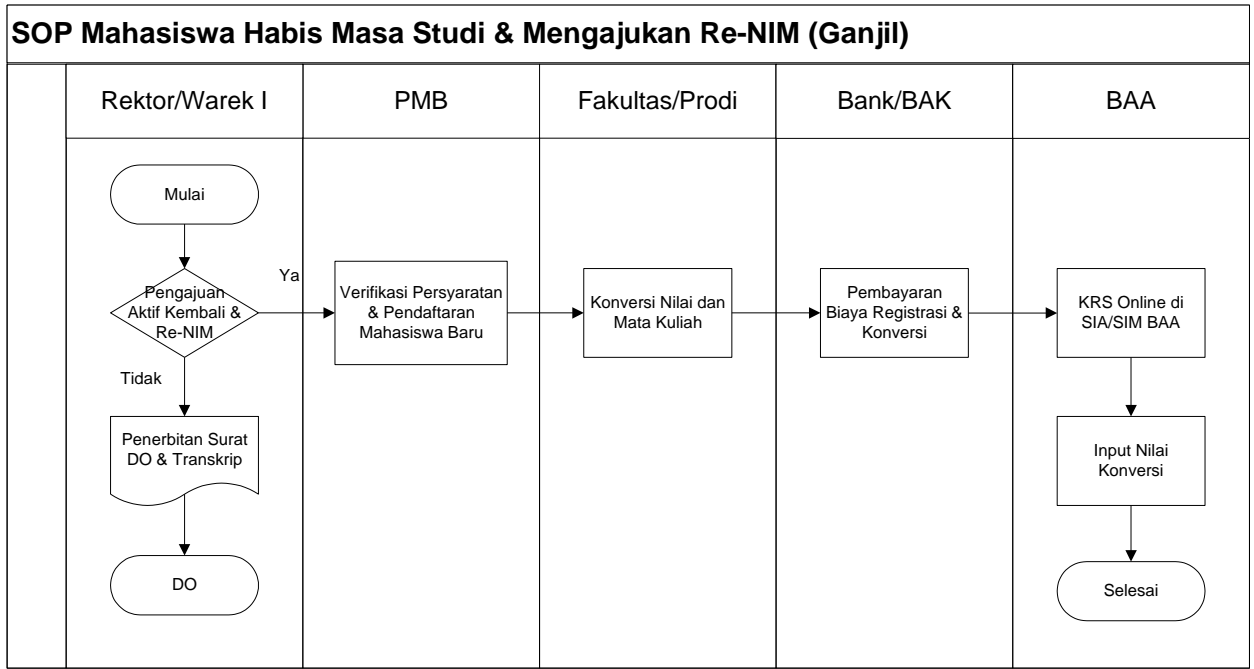 SOP Mahasiswa Habis Masa Studi & Mengajukan Re-NIM (Ganjil)
Rektor/Warek I
PMB
Fakultas/Prodi
Bank/BAK
BAA
Mulai
Pengajuan
Aktif Kembali &
Re-NIM
Ya
Tidak
Penerbitan Surat
DO & Transkrip
DO
Verifikasi Persyaratan
& Pendaftaran
Mahasiswa Baru
Konversi Nilai dan
Mata Kuliah
Pembayaran
Biaya Registrasi &
Konversi
KRS Online di
SIA/SIM BAA
Input Nilai
Konversi
Selesai